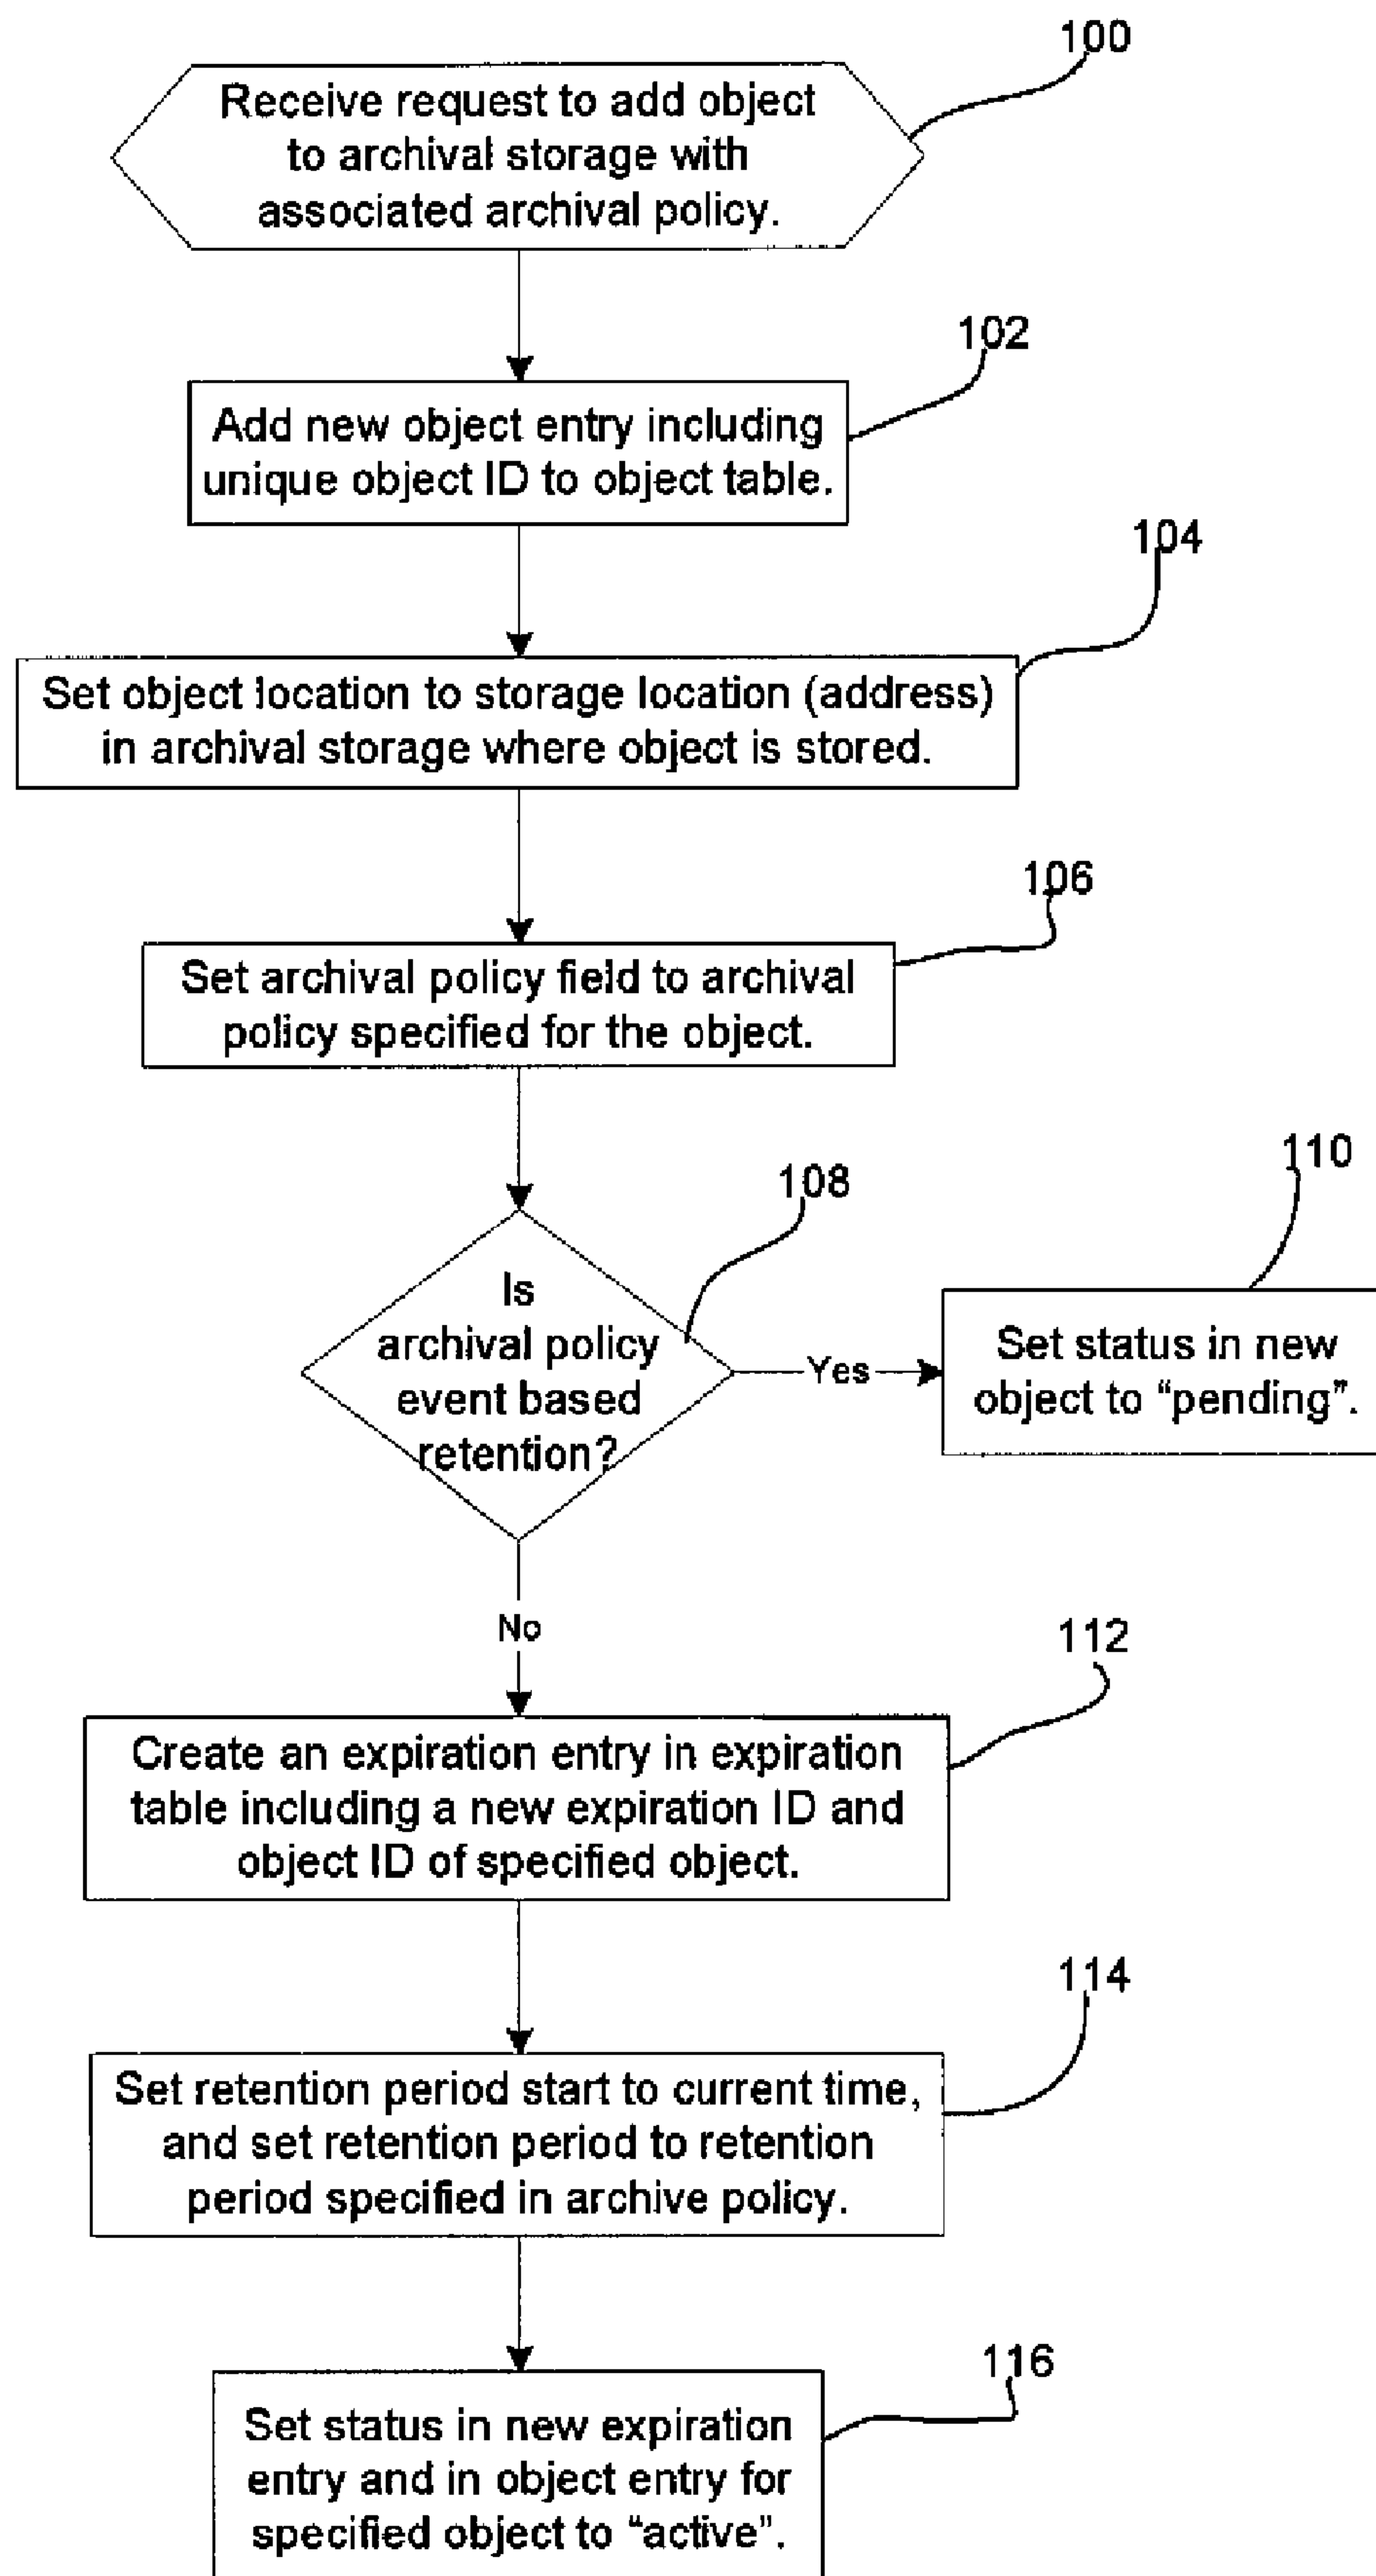 100
Receive request to add object
to archival storage with
associated archival policy.
102
Add new object entry including
unique object ID to object table.
104
Set object location to storage location (address)
in archival storage where object is stored.
106
Set archival policy field to archival
policy specified for the object.
108
Is
archival policy
event based
retention?
Yes
110
Set status in new
object to “pending”.
No
112
Create an expiration entry in expiration
table including a new expiration ID and
object ID of specified object.
114
Set retention period start to current time,
and set retention period to retention
period specified in archive policy.
116
Set status in new expiration
entry and in object entry for
specified object to “active”.